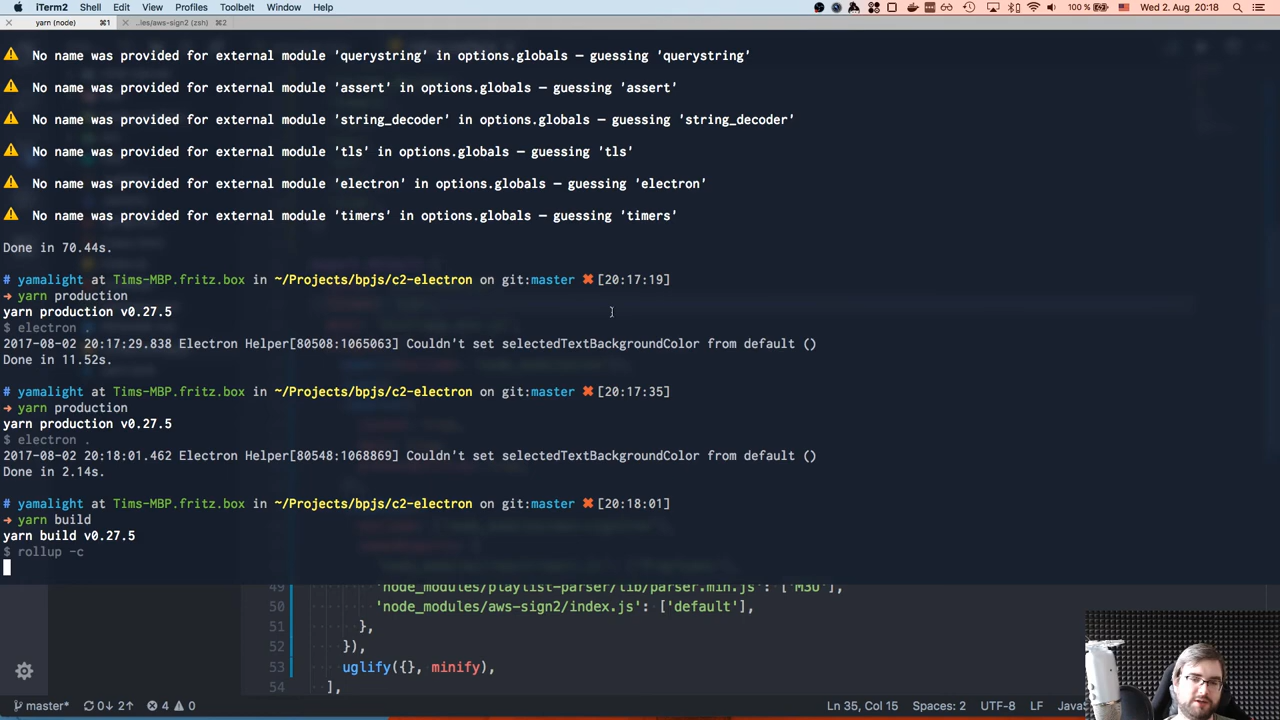 iTerm2 Shell Edit View Profiles Toolbelt Window Help 100 % Wed 2. Aug 20:18
yarn (node) ⌘1 ..les/aws-sign2 (zsh) ⌘2
No name was provided for external module 'querystring' in options.globals – guessing 'querystring'
No name was provided for external module 'assert' in options.globals – guessing 'assert'
No name was provided for external module 'string_decoder' in options.globals – guessing 'string_decoder'
No name was provided for external module 'tls' in options.globals – guessing 'tls'
No name was provided for external module 'electron' in options.globals – guessing 'electron'
No name was provided for external module 'timers' in options.globals – guessing 'timers'
Done in 70.44s.
# yamalight at Tims-MBP.fritz.box in ~/Projects/bpjs/c2-electron on git:master ✖ [20:17:19]
➜ yarn production
yarn production v0.27.5
$ electron .
2017-08-02 20:17:29.838 Electron Helper[80508:1065063] Couldn't set selectedTextBackgroundColor from default ()
Done in 11.52s.
# yamalight at Tims-MBP.fritz.box in ~/Projects/bpjs/c2-electron on git:master ✖ [20:17:35]
➜ yarn production
yarn production v0.27.5
$ electron .
2017-08-02 20:18:01.462 Electron Helper[80548:1068869] Couldn't set selectedTextBackgroundColor from default ()
Done in 2.14s.
# yamalight at Tims-MBP.fritz.box in ~/Projects/bpjs/c2-electron on git:master ✖ [20:18:01]
➜ yarn build
yarn build v0.27.5
$ rollup -c
49 'node_modules/playlist-parser/lib/parser.min.js': ['M3U'],
50 'node_modules/aws-sign2/index.js': ['default'],
51 },
52 }),
53 uglify({}, minify),
54 ],
master* 0↓ 2↑ 4 0 Ln 35, Col 15 Spaces: 2 UTF-8 LF